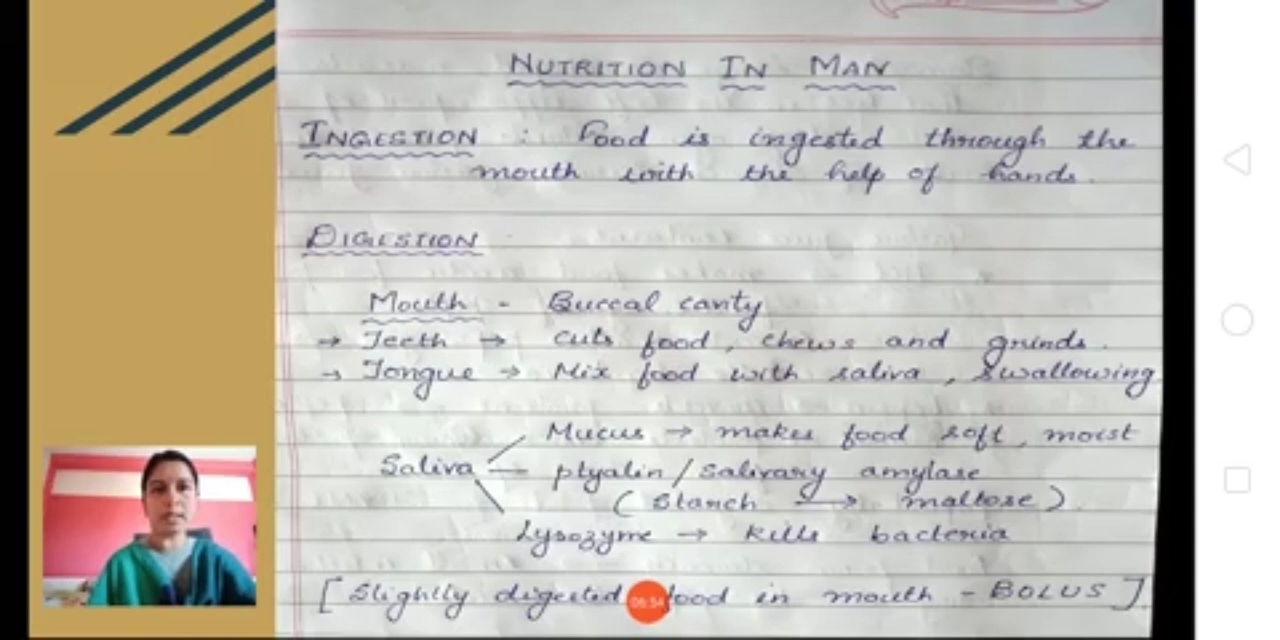 NUTRITION IN MAN
INGESTION : Food is ingested through the
mouth with the help of hands.
DIGESTION
Mouth - Buccal cavity
→ Teeth → cuts food, chews and grinds.
→ Tongue → Mix food with saliva, swallowing
Mucus → makes food soft, moist
Saliva — ptyalin/salivary amylase
(Starch → maltose)
Lysozyme → kills bacteria
[Slightly digested food in mouth - BOLUS]